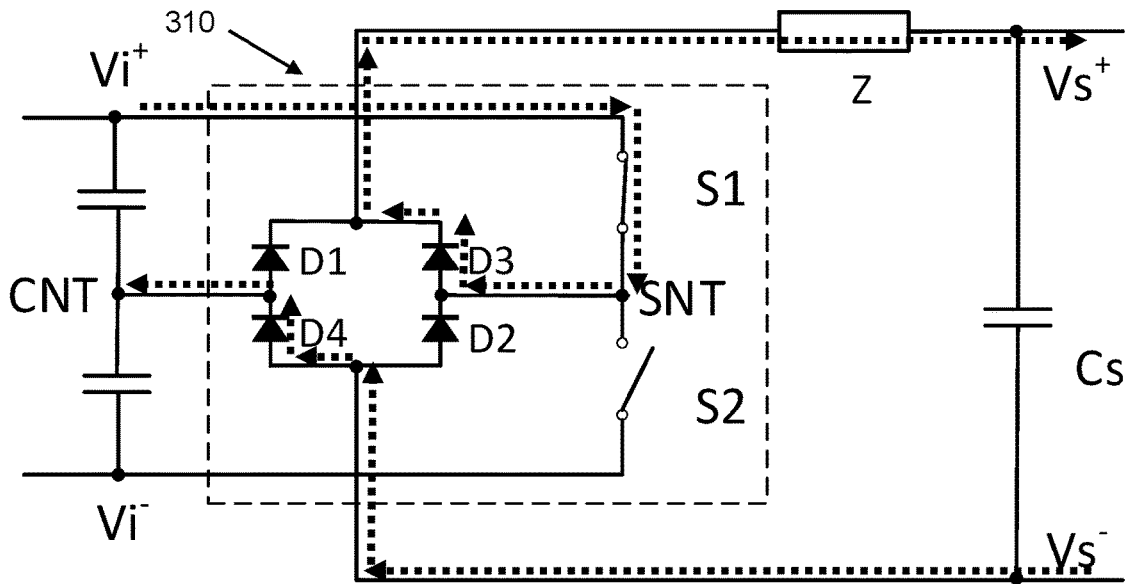 310
Vi⁺
Z
Vs⁺
S1
D1
D3
CNT
SNT
D4
D2
S2
Cs
Vi⁻
Vs⁻